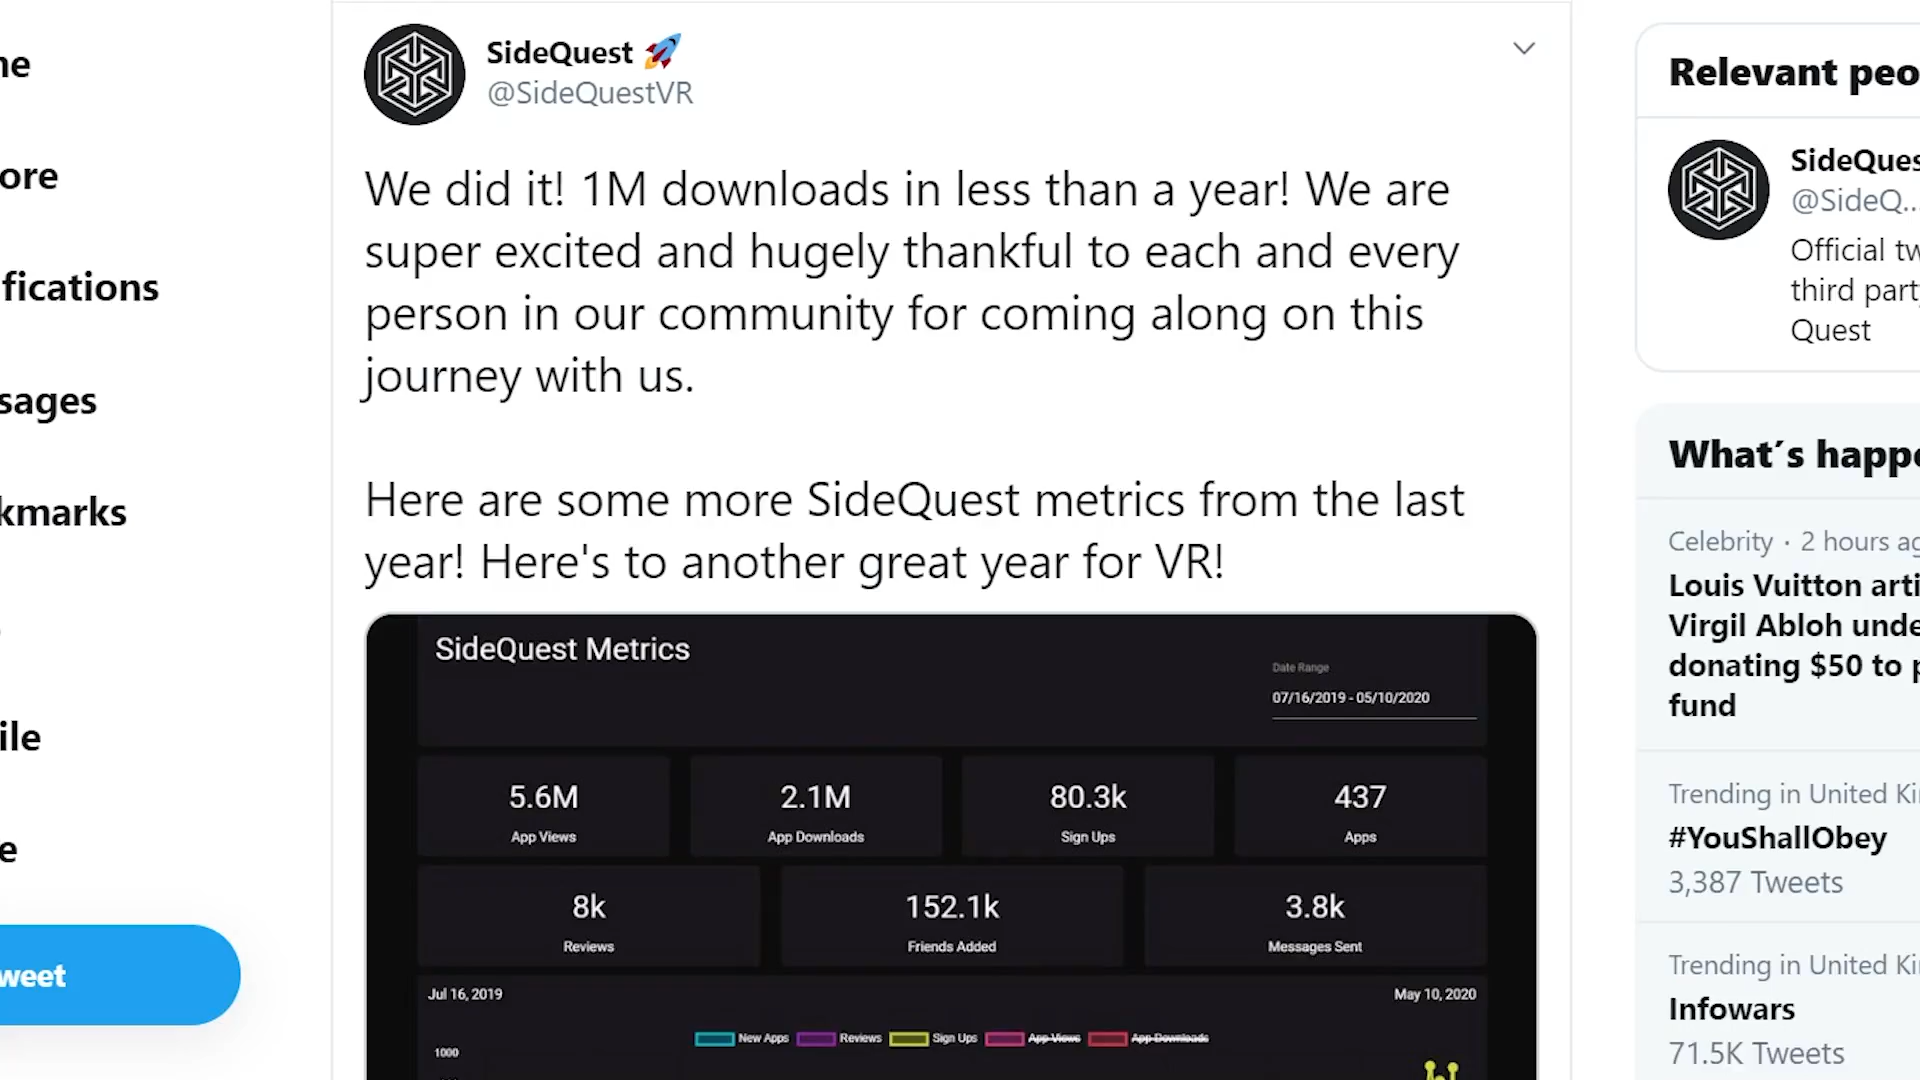 ne
ore
fications
sages
kmarks
ile
e
weet
SideQuest 🚀
@SideQuestVR
We did it! 1M downloads in less than a year! We are
super excited and hugely thankful to each and every
person in our community for coming along on this
journey with us.
Here are some more SideQuest metrics from the last
year! Here's to another great year for VR!
SideQuest Metrics
Date Range
07/16/2019 - 05/10/2020
5.6M
App Views
2.1M
App Downloads
80.3k
Sign Ups
437
Apps
8k
Reviews
152.1k
Friends Added
3.8k
Messages Sent
Jul 16, 2019
May 10, 2020
New Apps Reviews Sign Ups App Views App Downloads
1000
Relevant peo
SideQues
@SideQ...
Official tw
third party
Quest
What's happe
Celebrity · 2 hours ag
Louis Vuitton arti
Virgil Abloh unde
donating $50 to p
fund
Trending in United Ki
#YouShallObey
3,387 Tweets
Trending in United Ki
Infowars
71.5K Tweets